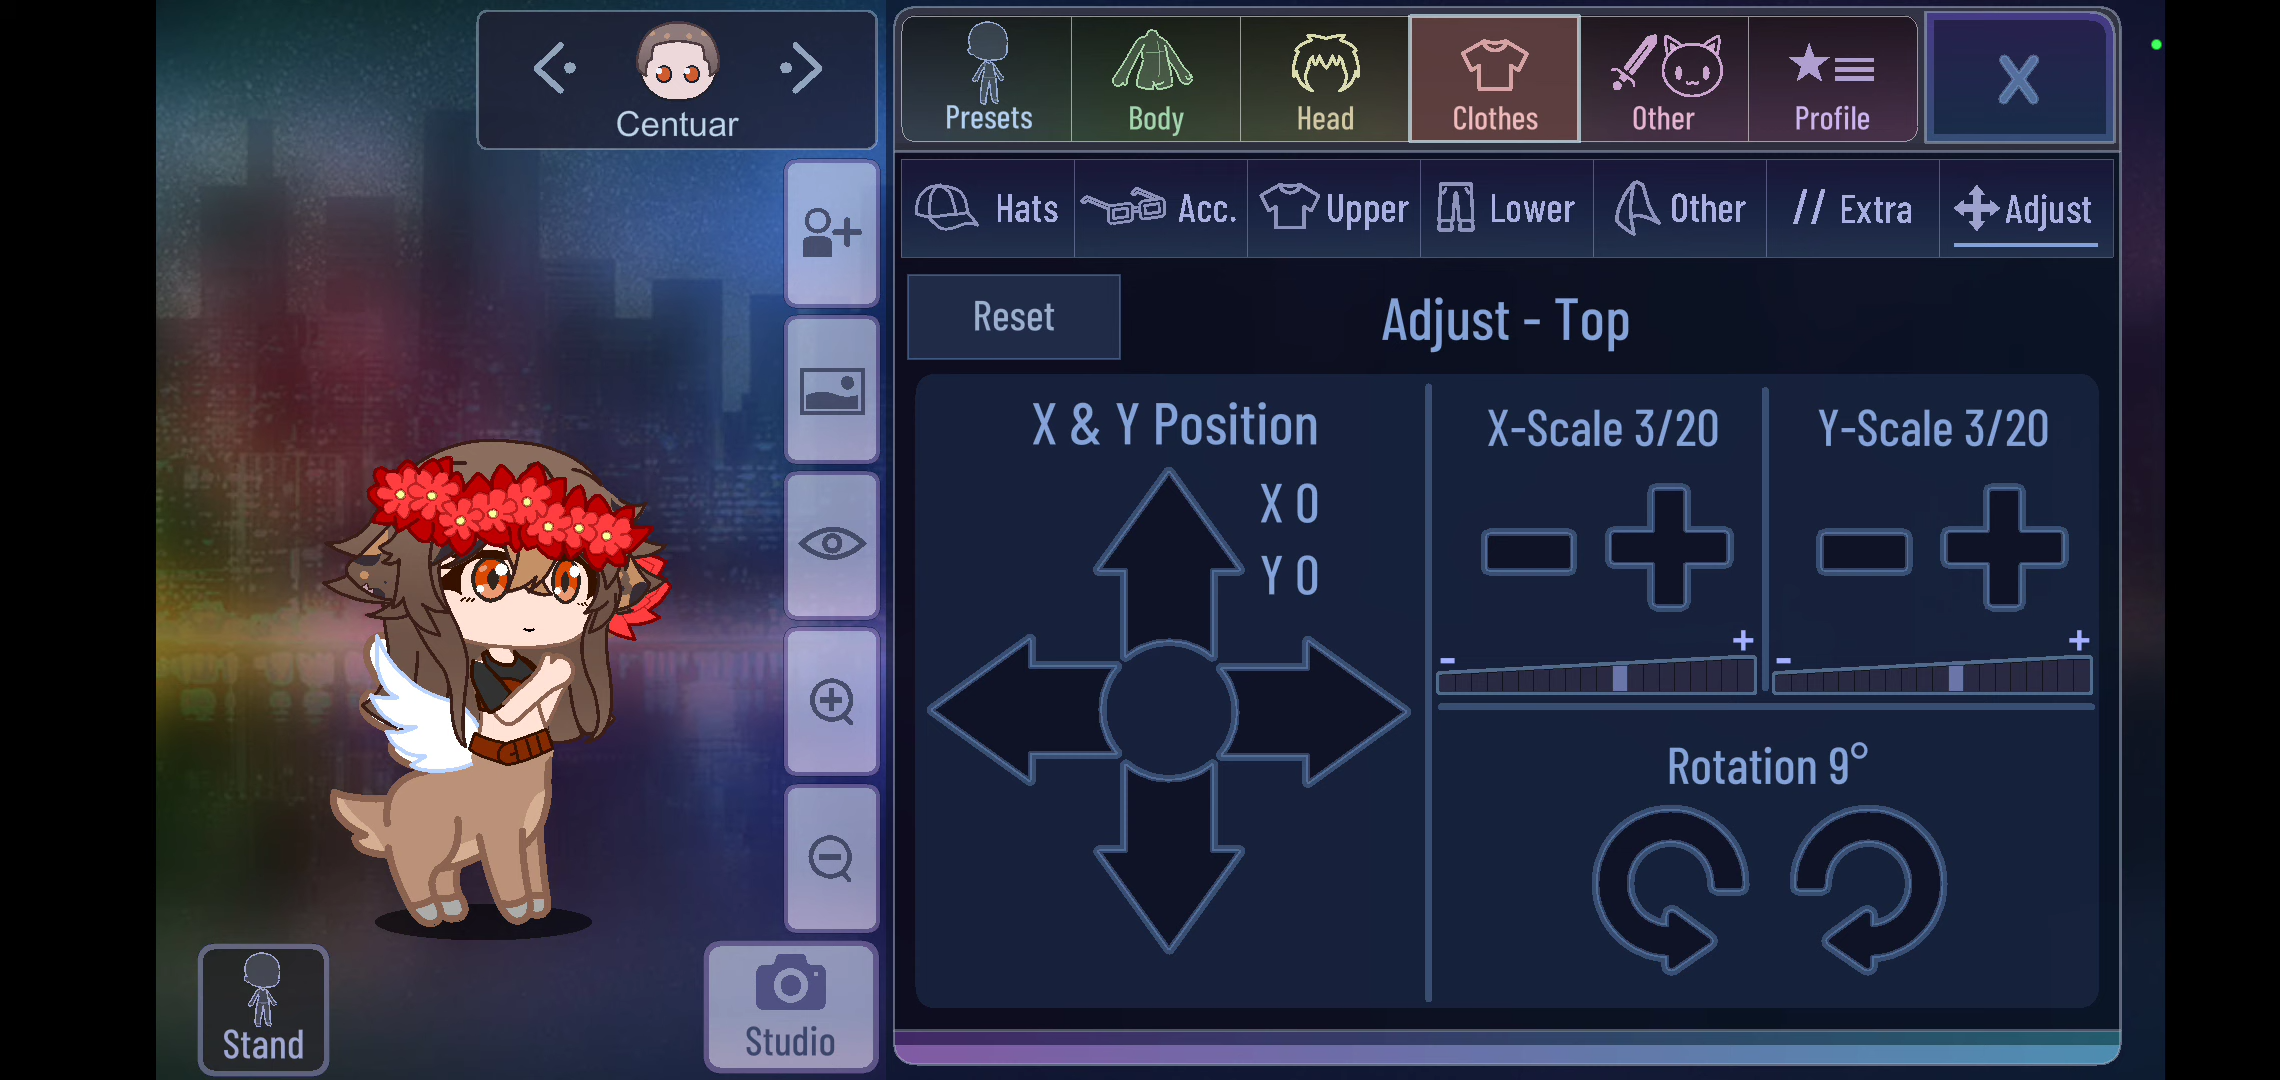 Centuar
Presets
Body
Head
Clothes
Other
Profile
X
Hats
Acc.
Upper
Lower
Other
Extra
Adjust
Reset
Adjust - Top
X & Y Position
X 0
Y 0
X-Scale 3/20
Y-Scale 3/20
- +
- +
Rotation 9°
Stand
Studio